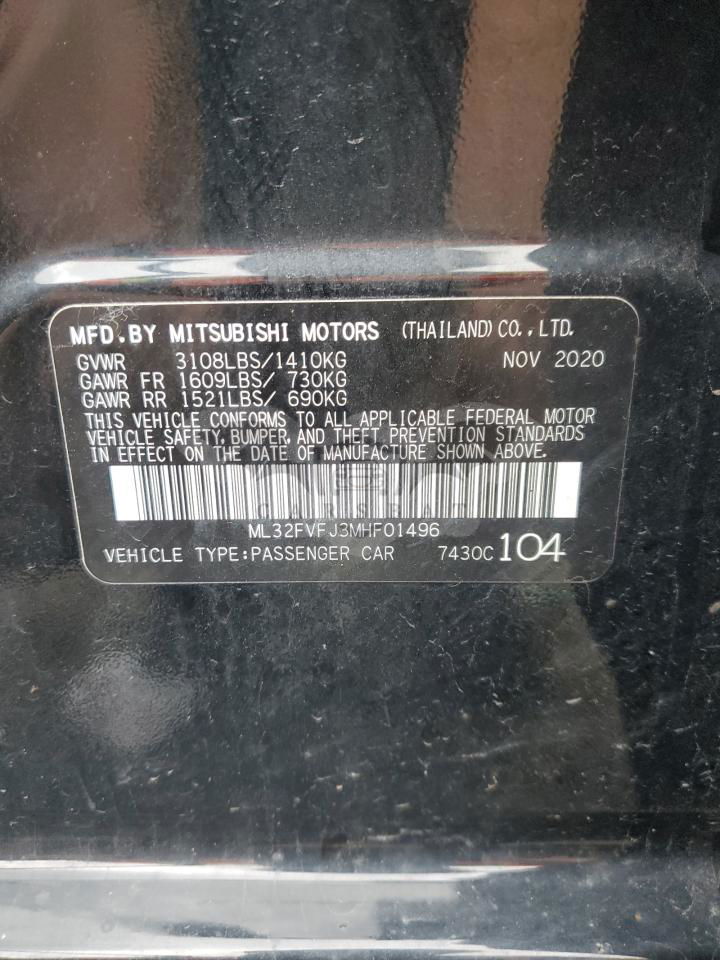 MFD.BY MITSUBISHI MOTORS (THAILAND)CO.,LTD.
GVWR 3108LBS/1410KG NOV 2020
GAWR FR 1609LBS/ 730KG
GAWR RR 1521LBS/ 690KG
THIS VEHICLE CONFORMS TO ALL APPLICABLE FEDERAL MOTOR
VEHICLE SAFETY, BUMPER, AND THEFT PREVENTION STANDARDS
IN EFFECT ON THE DATE OF MANUFACTURE SHOWN ABOVE.
ML32FVFJ3MHF01496
VEHICLE TYPE:PASSENGER CAR 7430C 104